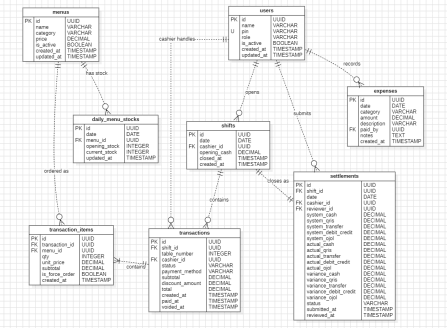 menus
PK id UUID
name VARCHAR
category VARCHAR
price DECIMAL
is_active BOOLEAN
created_at TIMESTAMP
updated_at TIMESTAMP
users
PK id UUID
name VARCHAR
U pin VARCHAR
role VARCHAR
is_active BOOLEAN
created_at TIMESTAMP
updated_at TIMESTAMP
cashier handles
records
has stock
opens
submits
expenses
PK id UUID
date DATE
category VARCHAR
amount DECIMAL
description VARCHAR
FK paid_by UUID
notes TEXT
created_at TIMESTAMP
daily_menu_stocks
PK id UUID
date DATE
FK menu_id UUID
opening_stock INTEGER
current_stock INTEGER
updated_at TIMESTAMP
shifts
PK id UUID
date DATE
FK cashier_id UUID
opening_cash DECIMAL
closed_at TIMESTAMP
created_at TIMESTAMP
ordered as
closes as
contains
settlements
PK id UUID
FK shift_id UUID
date DATE
FK cashier_id UUID
FK reviewer_id UUID
system_cash DECIMAL
system_qris DECIMAL
system_transfer DECIMAL
system_debit_credit DECIMAL
system_ojol DECIMAL
actual_cash DECIMAL
actual_qris DECIMAL
actual_transfer DECIMAL
actual_debit_credit DECIMAL
actual_ojol DECIMAL
variance_cash DECIMAL
variance_qris DECIMAL
variance_transfer DECIMAL
variance_debit_credit DECIMAL
variance_ojol DECIMAL
status VARCHAR
submitted_at TIMESTAMP
reviewed_at TIMESTAMP
transaction_items
PK id UUID
FK transaction_id UUID
FK menu_id UUID
qty INTEGER
unit_price DECIMAL
subtotal DECIMAL
is_force_order BOOLEAN
created_at TIMESTAMP
contains
transactions
PK id UUID
FK shift_id UUID
table_number INTEGER
FK cashier_id UUID
status VARCHAR
payment_method VARCHAR
subtotal DECIMAL
discount_amount DECIMAL
total DECIMAL
created_at TIMESTAMP
paid_at TIMESTAMP
voided_at TIMESTAMP